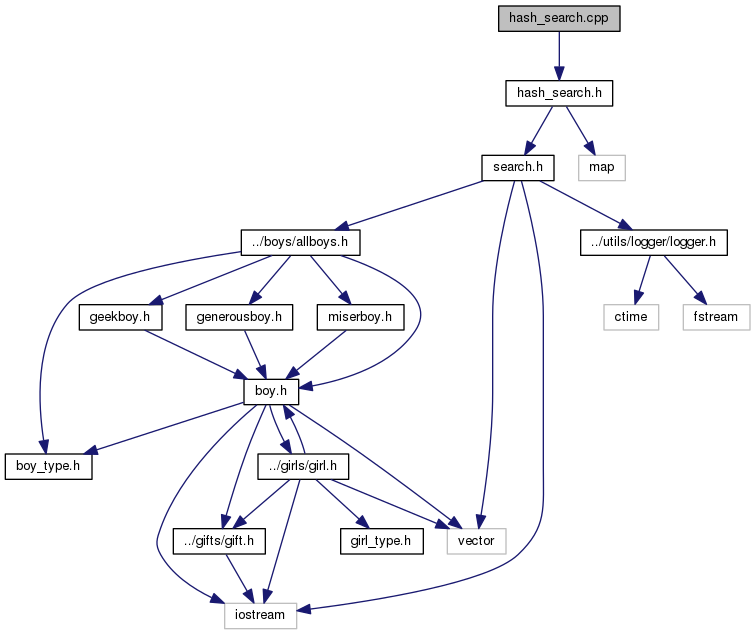 hash_search.cpp
hash_search.h
search.h
map
../boys/allboys.h
../utils/logger/logger.h
geekboy.h
generousboy.h
miserboy.h
ctime
fstream
boy.h
boy_type.h
../girls/girl.h
../gifts/gift.h
girl_type.h
vector
iostream